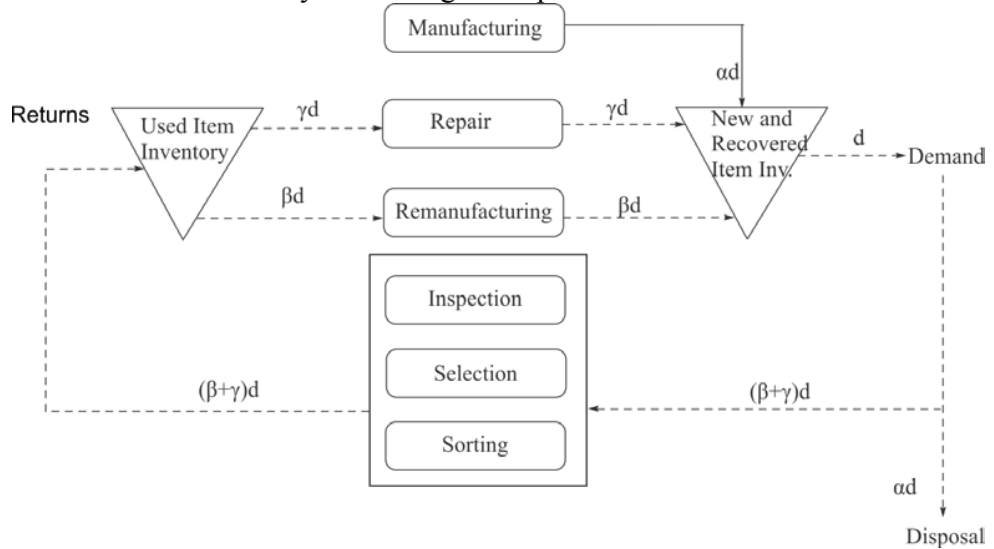 Manufacturing
αd
Returns
Used Item
Inventory
γd
Repair
γd
New and
Recovered
Item Inv.
d
Demand
βd
Remanufacturing
βd
Inspection
Selection
Sorting
(β+γ)d
(β+γ)d
αd
Disposal